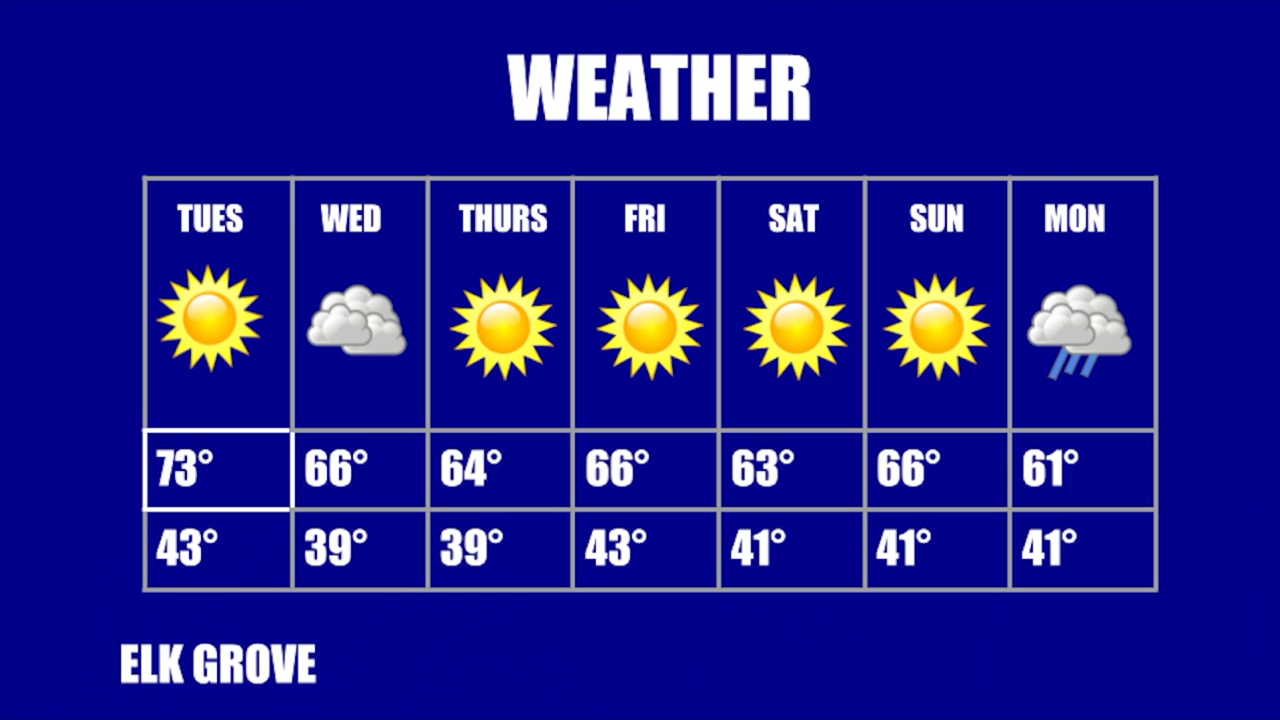 WEATHER
TUES WED THURS FRI SAT SUN MON
73° 66° 64° 66° 63° 66° 61°
43° 39° 39° 43° 41° 41° 41°
ELK GROVE